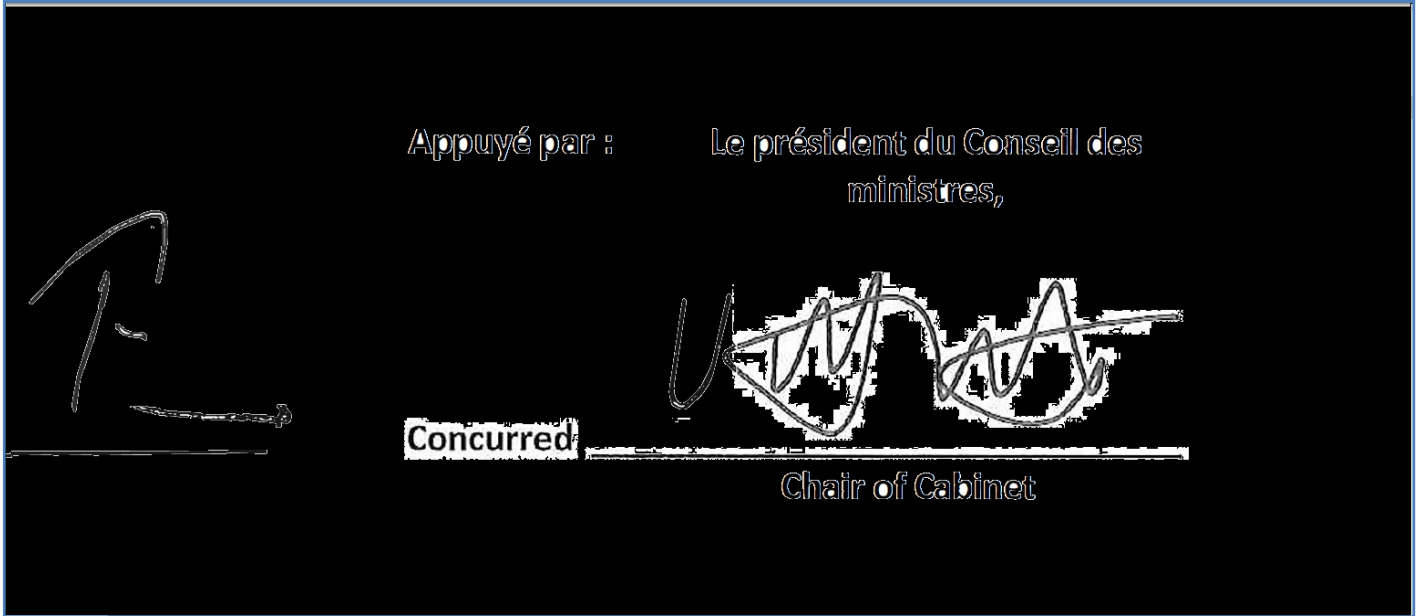 Appuyé par : Le président du Conseil des
ministres,
Concurred
Chair of Cabinet